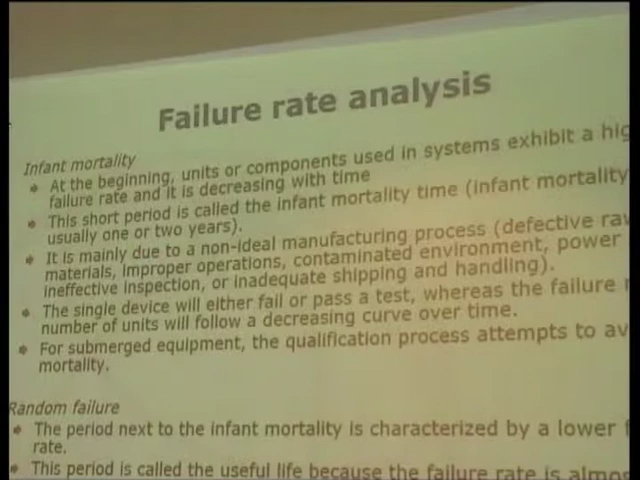 Failure rate analysis
Infant mortality
At the beginning, units or components used in systems exhibit a
failure rate and it is decreasing with time
This short period is called the infant mortality time (infant mortality
usually one or two years).
It is mainly due to a non-ideal manufacturing process (defective
materials, improper operations, contaminated environment, power
ineffective inspection, or inadequate shipping and handling).
The single device will either fail or pass a test, whereas the failure
number of units will follow a decreasing curve over time.
For submerged equipment, the qualification process attempts to
mortality.
Random failure
The period next to the infant mortality is characterized by a lower
rate.
This period is called the useful life because the failure rate is